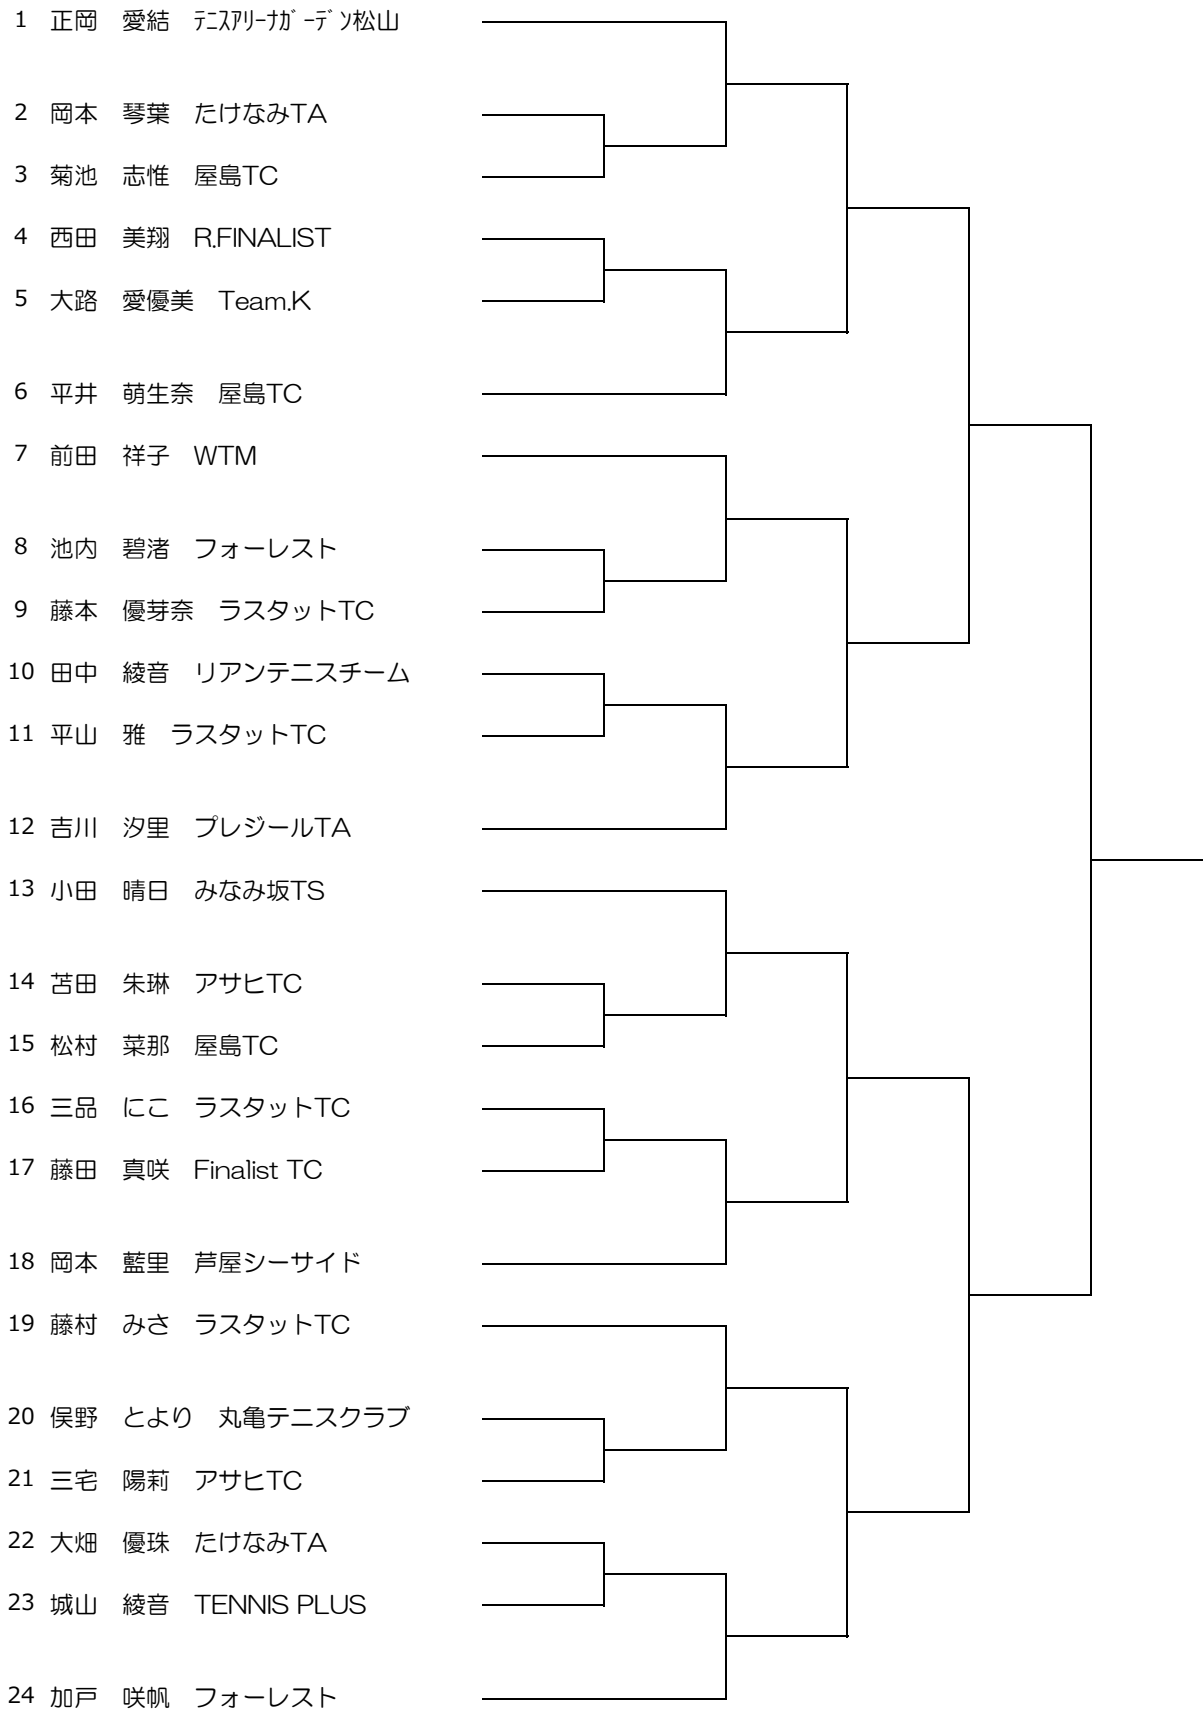 1 正岡　愛結　ﾃﾆｽｱﾘｰﾅｶﾞｰﾃﾞﾝ松山
2 岡本　琴葉　たけなみTA
3 菊池　志惟　屋島TC
4 西田　美翔　R.FINALIST
5 大路　愛優美　Team.K
6 平井　萌生奈　屋島TC
7 前田　祥子　WTM
8 池内　碧渚　フォーレスト
9 藤本　優芽奈　ラスタットTC
10 田中　綾音　リアンテニスチーム
11 平山　雅　ラスタットTC
12 吉川　汐里　プレジールTA
13 小田　晴日　みなみ坂TS
14 苫田　朱琳　アサヒTC
15 松村　菜那　屋島TC
16 三品　にこ　ラスタットTC
17 藤田　真咲　Finalist TC
18 岡本　藍里　芦屋シーサイド
19 藤村　みさ　ラスタットTC
20 俣野　とより　丸亀テニスクラブ
21 三宅　陽莉　アサヒTC
22 大畑　優珠　たけなみTA
23 城山　綾音　TENNIS PLUS
24 加戸　咲帆　フォーレスト